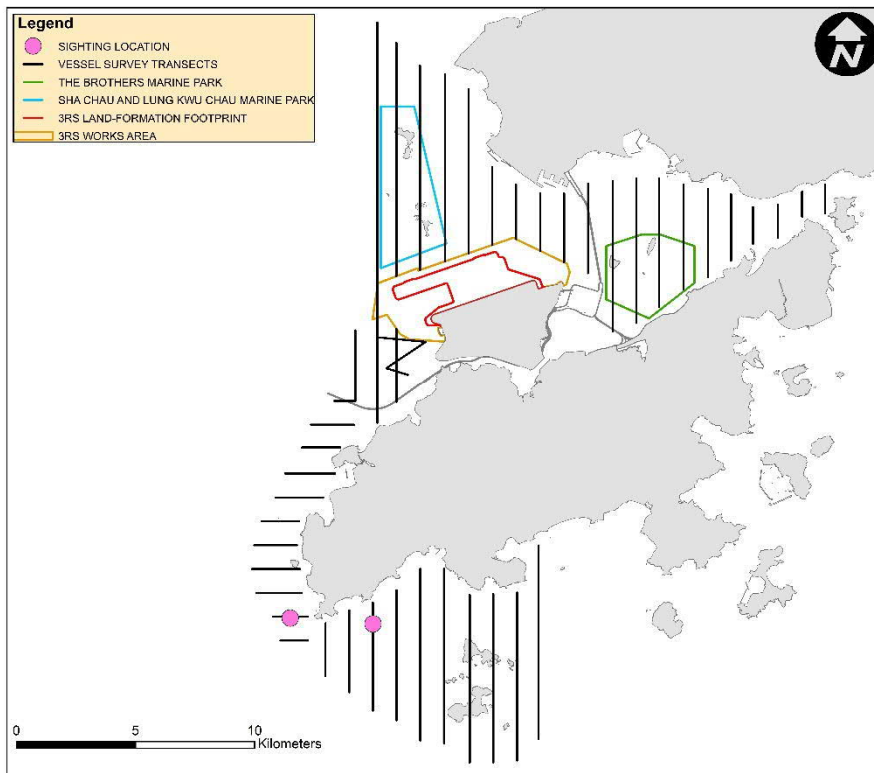 Legend
SIGHTING LOCATION
VESSEL SURVEY TRANSECTS
THE BROTHERS MARINE PARK
SHA CHAU AND LUNG KWU CHAU MARINE PARK
3RS LAND-FORMATION FOOTPRINT
3RS WORKS AREA
N
0 5 10
Kilometers